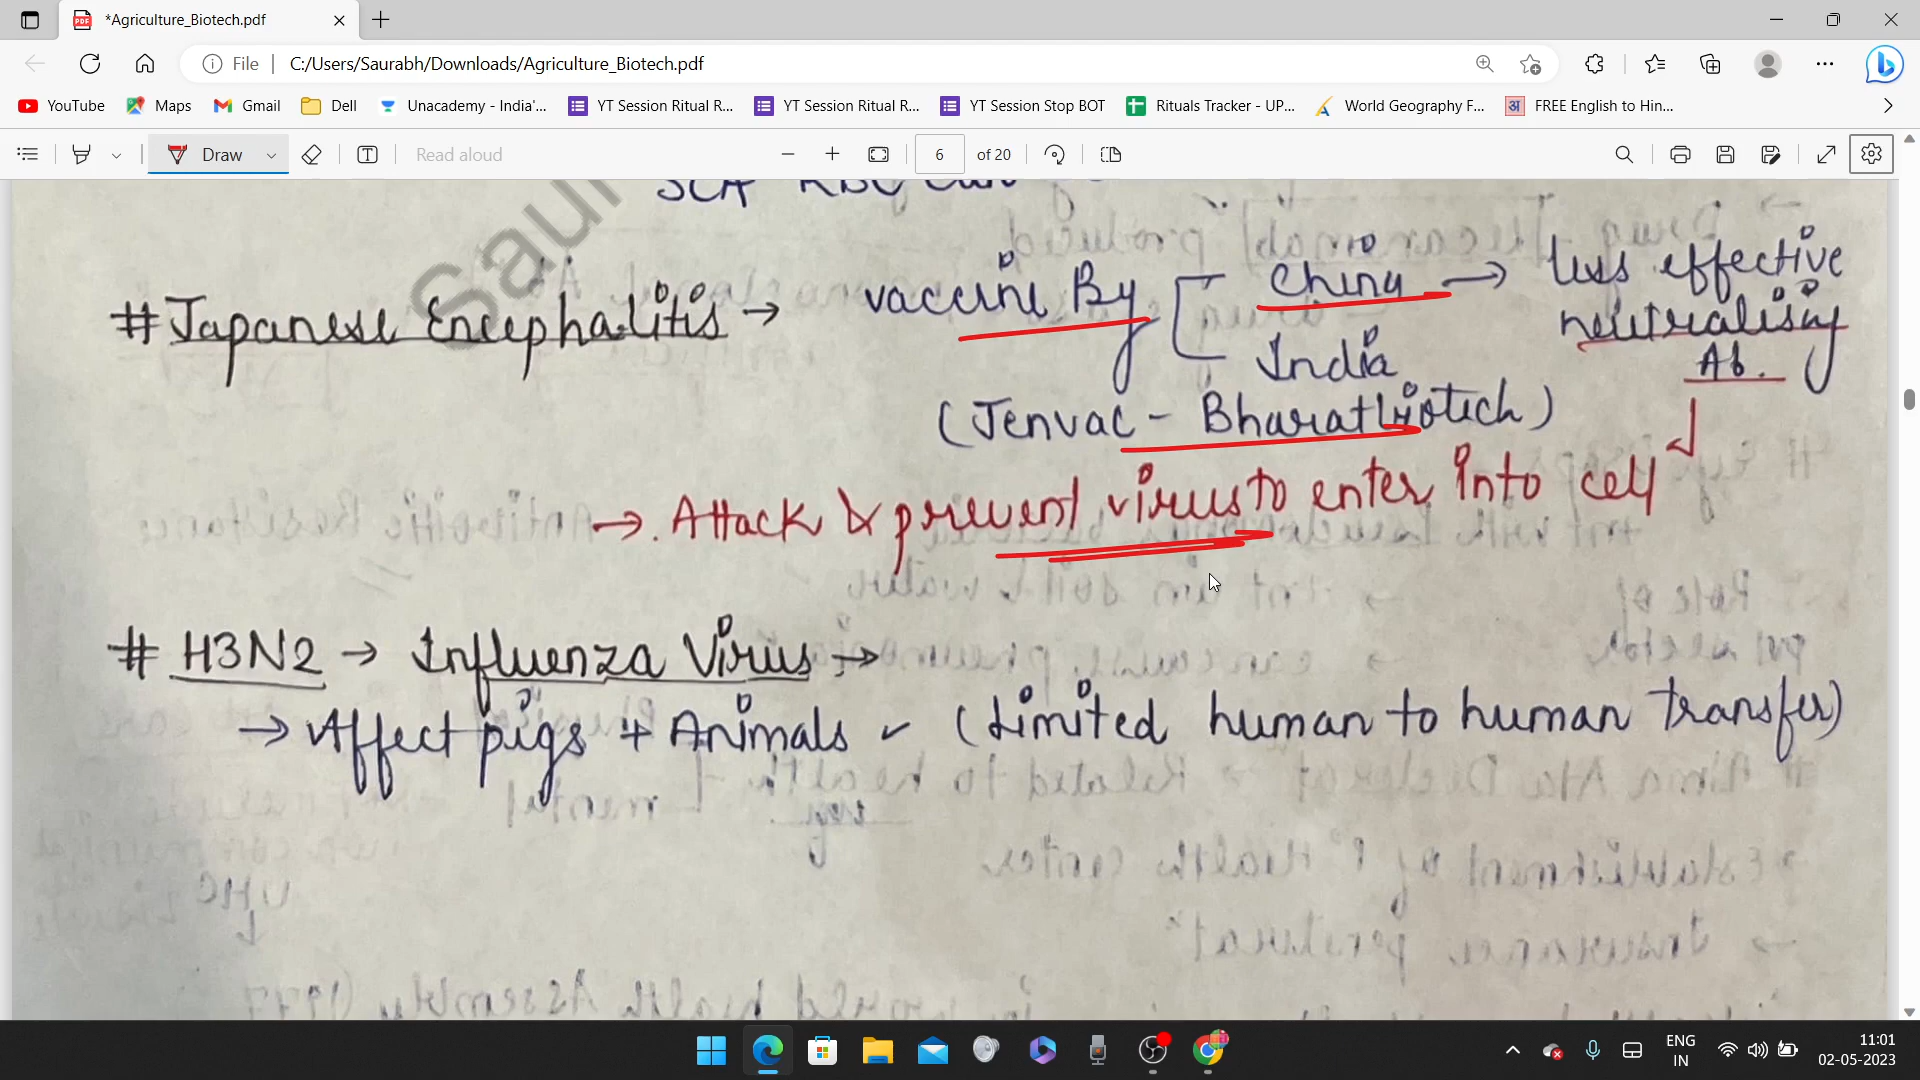 *Agriculture_Biotech.pdf
File C:/Users/Saurabh/Downloads/Agriculture_Biotech.pdf
YouTube Maps Gmail Dell Unacademy - India'... YT Session Ritual R... YT Session Ritual R... YT Session Stop BOT Rituals Tracker - UP... World Geography F... FREE English to Hin...
Draw Read aloud 6 of 20
Saur
# Japanese Encephalitis → vaccine By China → less effective
neutralising
Ab.
India
(Jenvac - Bharatbiotech)
→ Attack & prevent virus to enter into cell
# H3N2 → Influenza Virus →
→ Affect pigs + Animals ✓ (Limited human to human transfer)
ENG
IN
11:01
02-05-2023